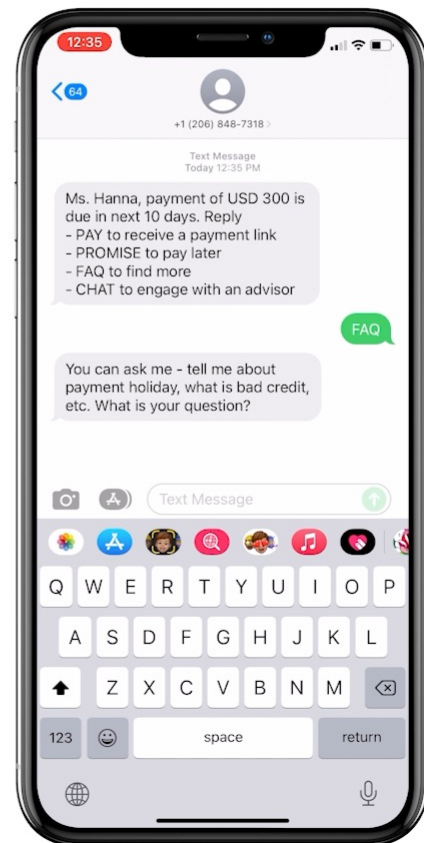 12:35
64
+1 (206) 848-7318 >
Text Message
Today 12:35 PM
Ms. Hanna, payment of USD 300 is
due in next 10 days. Reply
- PAY to receive a payment link
- PROMISE to pay later
- FAQ to find more
- CHAT to engage with an advisor
FAQ
You can ask me - tell me about
payment holiday, what is bad credit,
etc. What is your question?
Text Message
Q W E R T Y U I O P
A S D F G H J K L
Z X C V B N M
123 space return